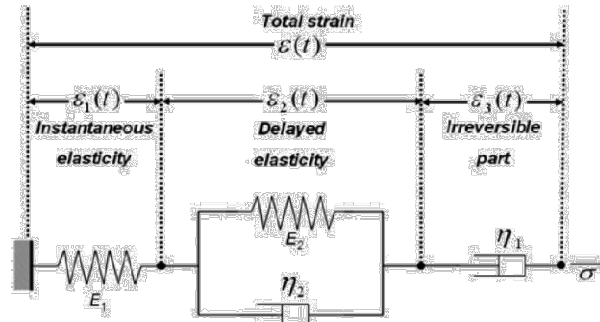 Total strain
ε(t)
ε₁(t) ε₂(t) ε₃(t)
Instantaneous Delayed Irreversible
elasticity elasticity part
E₂ η₁
η₂ σ
E₁